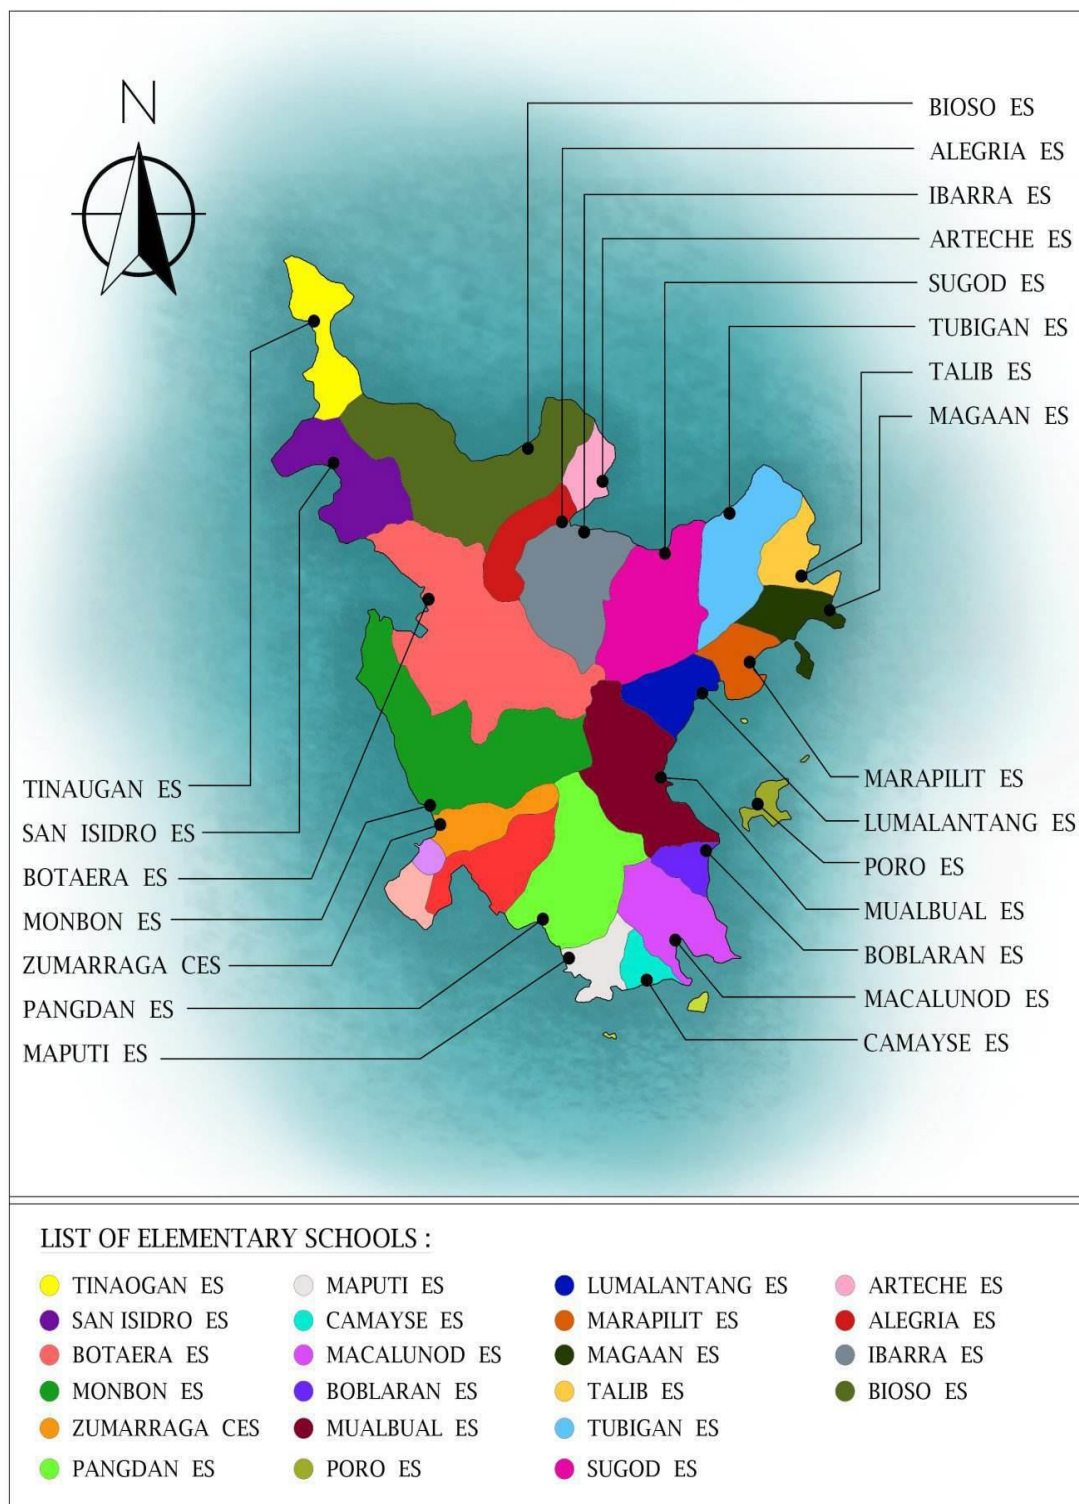 N
BIOSO ES
ALEGRIA ES
IBARRA ES
ARTECHE ES
SUGOD ES
TUBIGAN ES
TALIB ES
MAGAAN ES
TINAUGAN ES
SAN ISIDRO ES
BOTAERA ES
MONBON ES
ZUMARRAGA CES
PANGDAN ES
MAPUTI ES
MARAPILIT ES
LUMALANTANG ES
PORO ES
MUALBUAL ES
BOBLARAN ES
MACALUNOD ES
CAMAYSE ES
LIST OF ELEMENTARY SCHOOLS :
TINAOGAN ES
SAN ISIDRO ES
BOTAERA ES
MONBON ES
ZUMARRAGA CES
PANGDAN ES
MAPUTI ES
CAMAYSE ES
MACALUNOD ES
BOBLARAN ES
MUALBUAL ES
PORO ES
LUMALANTANG ES
MARAPILIT ES
MAGAAN ES
TALIB ES
TUBIGAN ES
SUGOD ES
ARTECHE ES
ALEGRIA ES
IBARRA ES
BIOSO ES